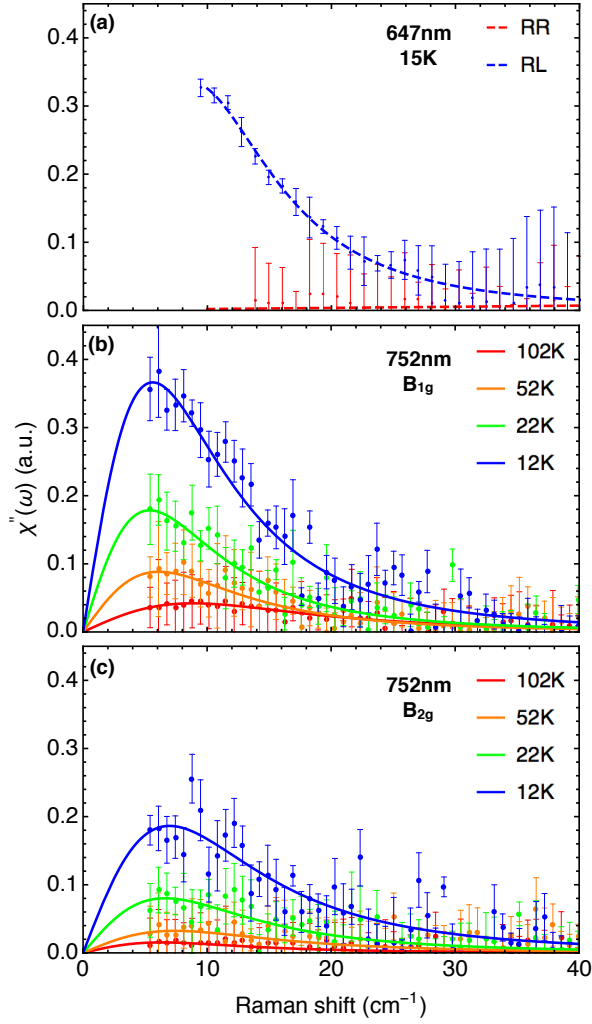 (a)
647nm
15K
RR
RL
0.4
0.3
0.2
0.1
0.0
(b)
752nm
B1g
102K
52K
22K
12K
0.4
0.3
0.2
0.1
0.0
χ''(ω) (a.u.)
(c)
752nm
B2g
102K
52K
22K
12K
0.4
0.3
0.2
0.1
0.0
0 10 20 30 40
Raman shift (cm⁻¹)